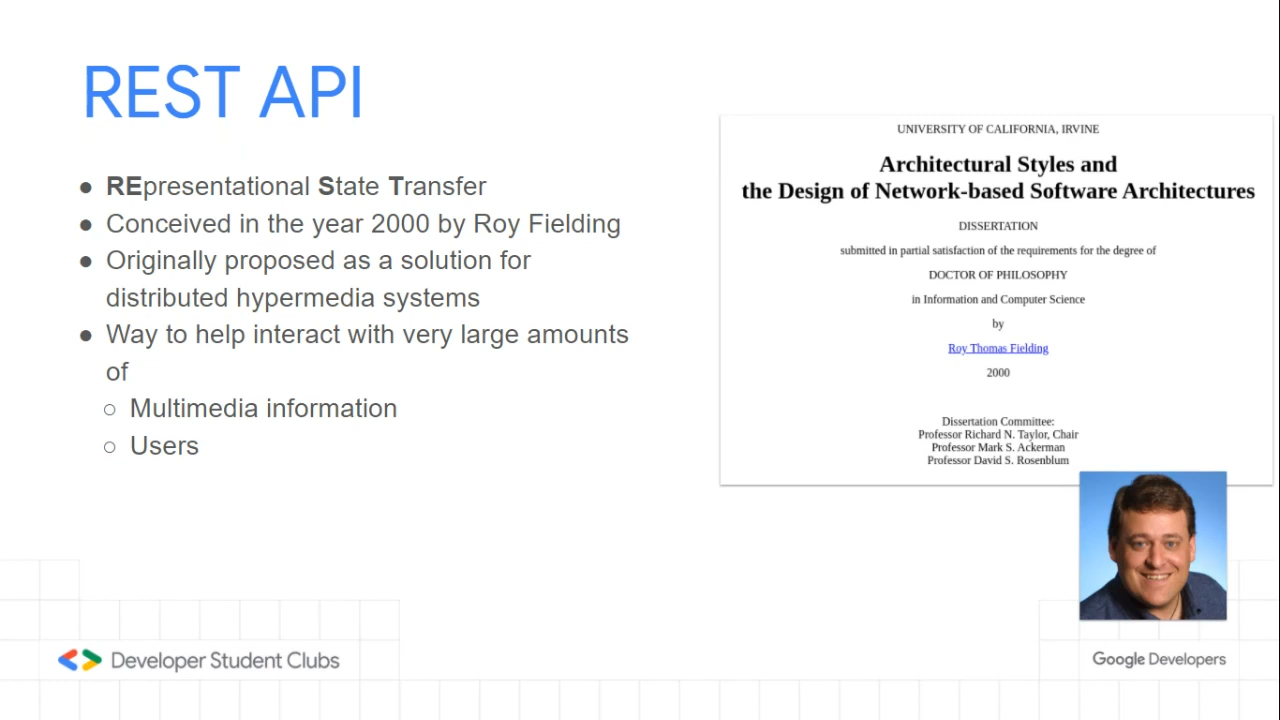 REST API
● REpresentational State Transfer
● Conceived in the year 2000 by Roy Fielding
● Originally proposed as a solution for
distributed hypermedia systems
● Way to help interact with very large amounts
of
○ Multimedia information
○ Users
UNIVERSITY OF CALIFORNIA, IRVINE
Architectural Styles and
the Design of Network-based Software Architectures
DISSERTATION
submitted in partial satisfaction of the requirements for the degree of
DOCTOR OF PHILOSOPHY
in Information and Computer Science
by
Roy Thomas Fielding
2000
Dissertation Committee:
Professor Richard N. Taylor, Chair
Professor Mark S. Ackerman
Professor David S. Rosenblum
Developer Student Clubs
Google Developers